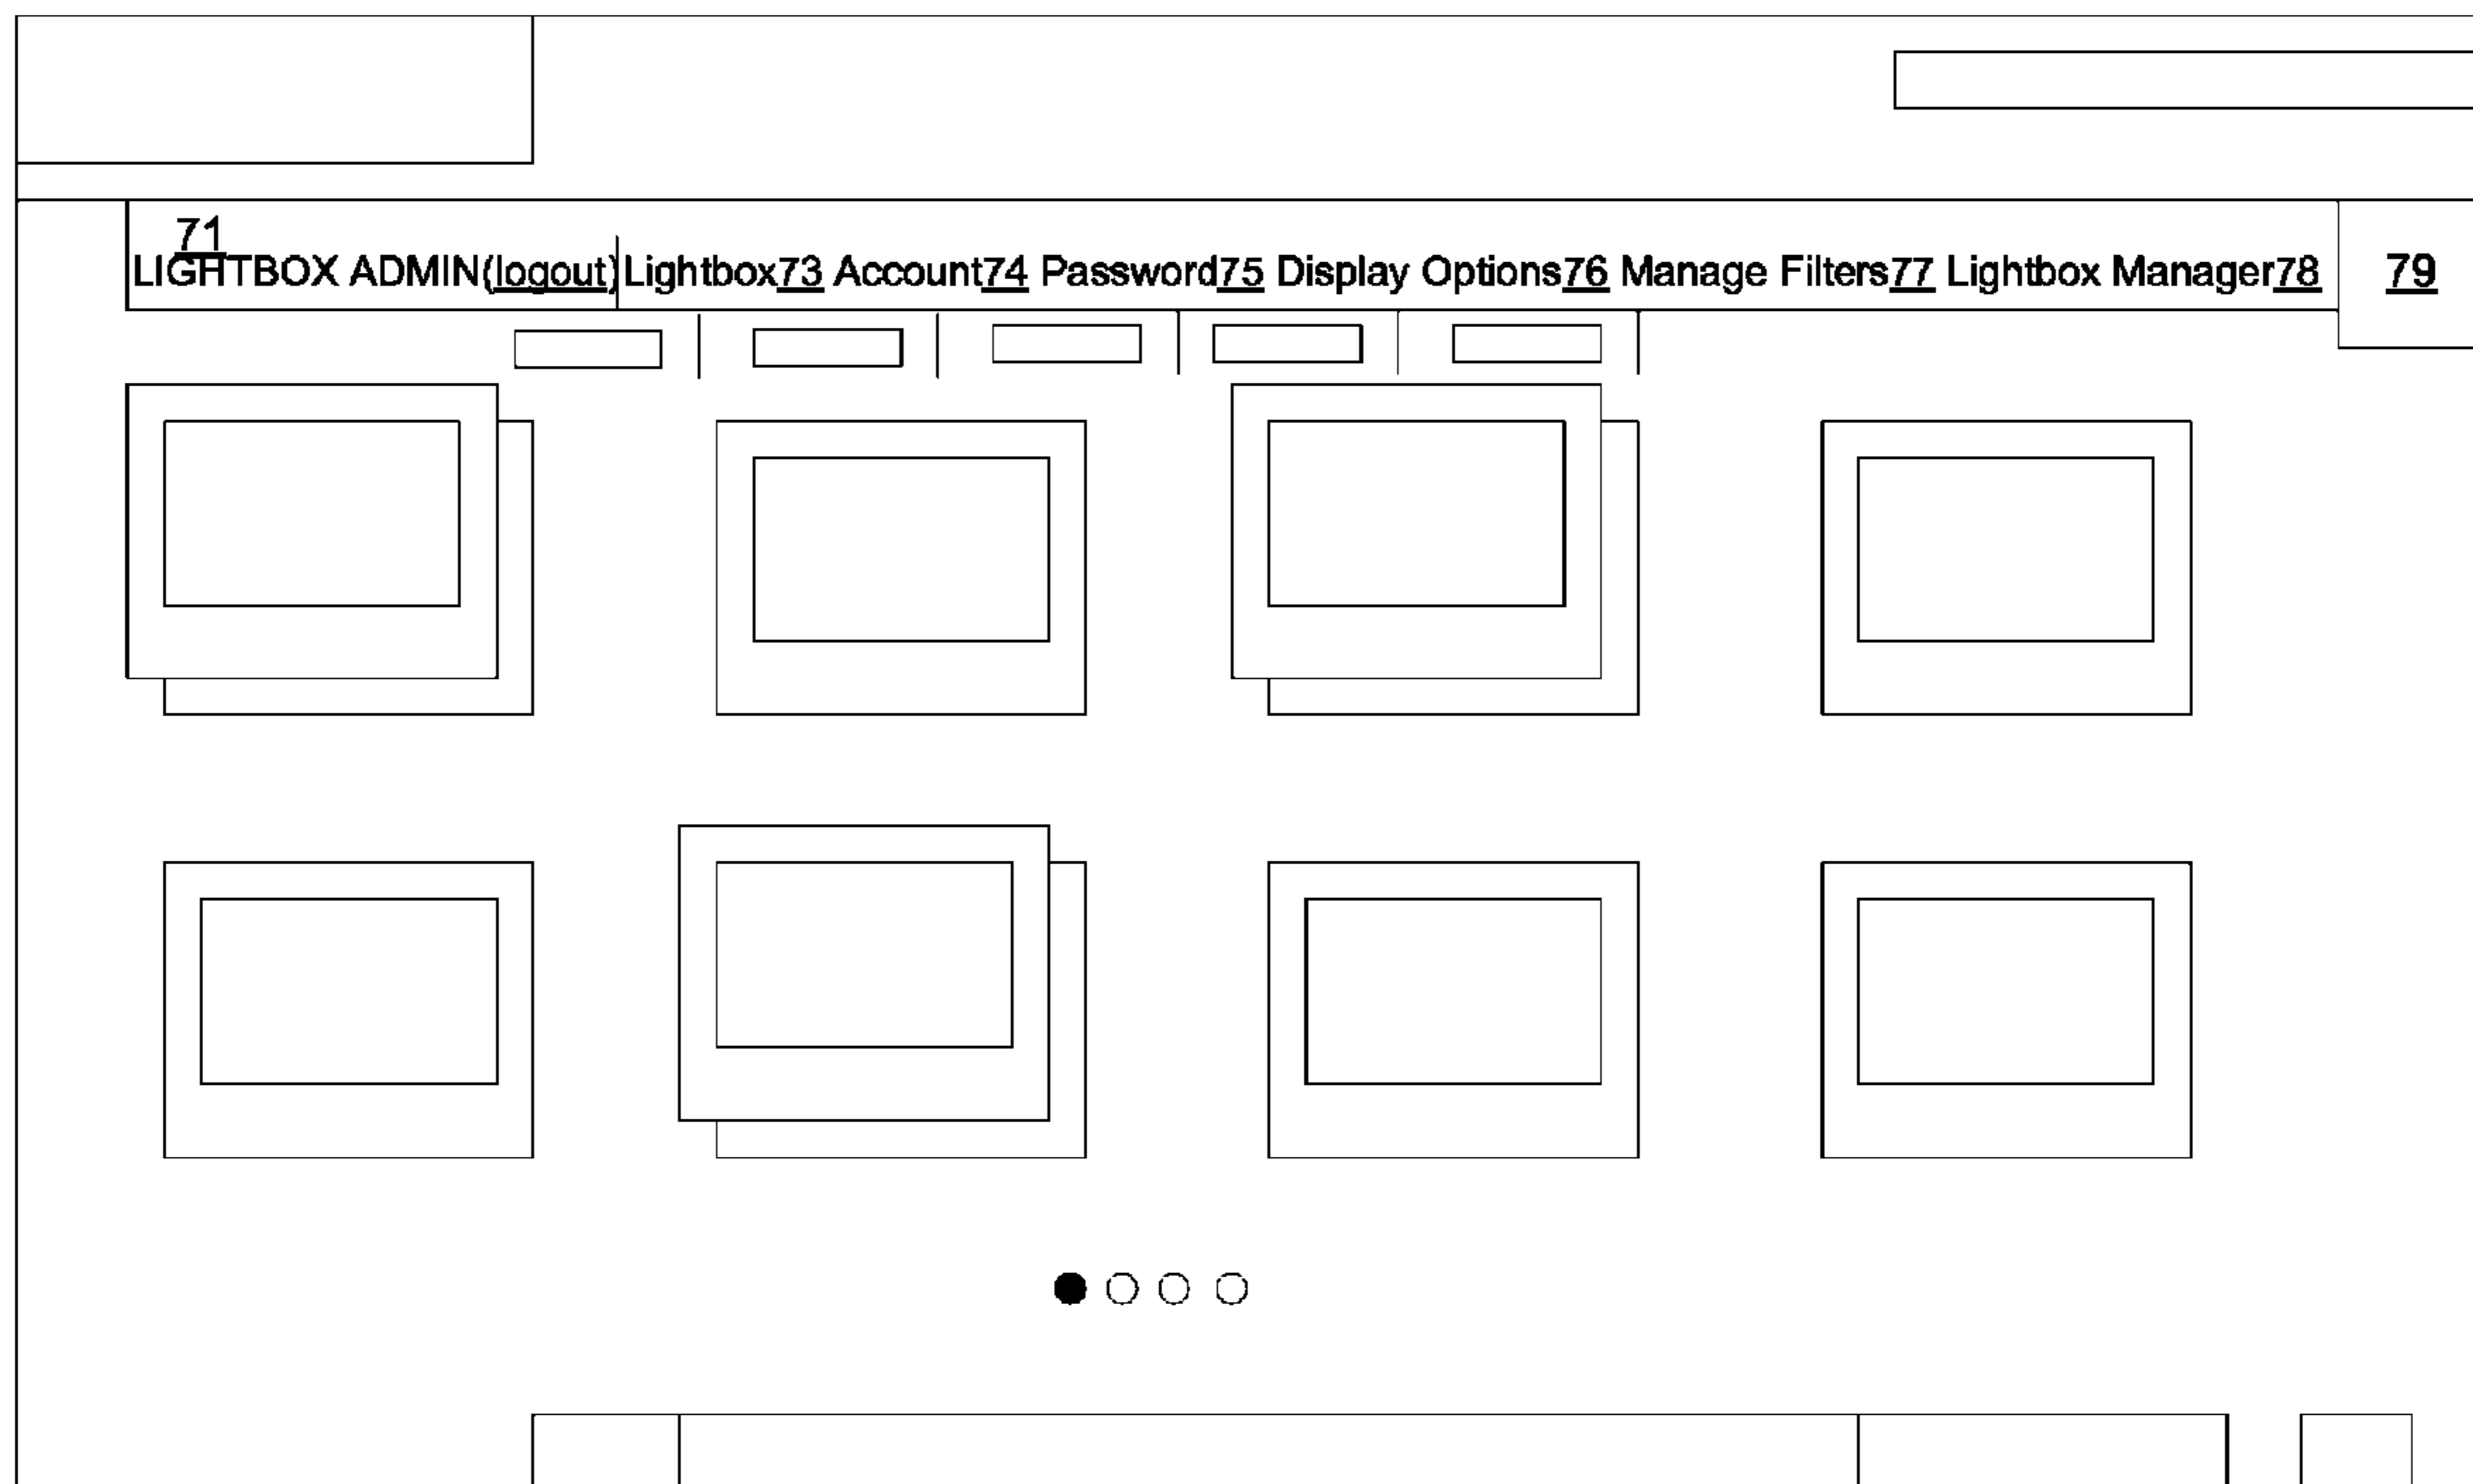 71
LIGHTBOX ADMIN(logout) Lightbox73 Account74 Password75 Display Options76 Manage Filters77 Lightbox Manager78 79